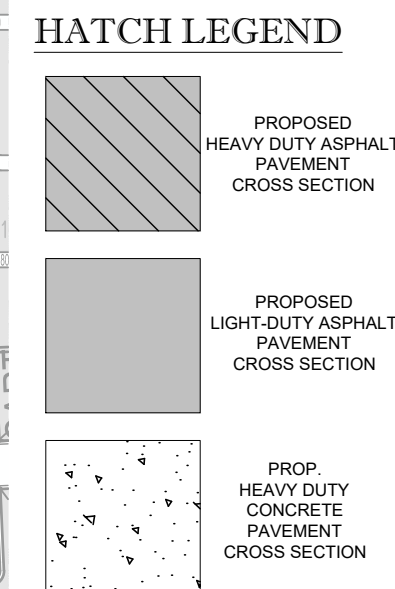 HATCH LEGEND
PROPOSED
HEAVY DUTY ASPHALT
PAVEMENT
CROSS SECTION
PROPOSED
LIGHT-DUTY ASPHALT
PAVEMENT
CROSS SECTION
PROP.
HEAVY DUTY
CONCRETE
PAVEMENT
CROSS SECTION